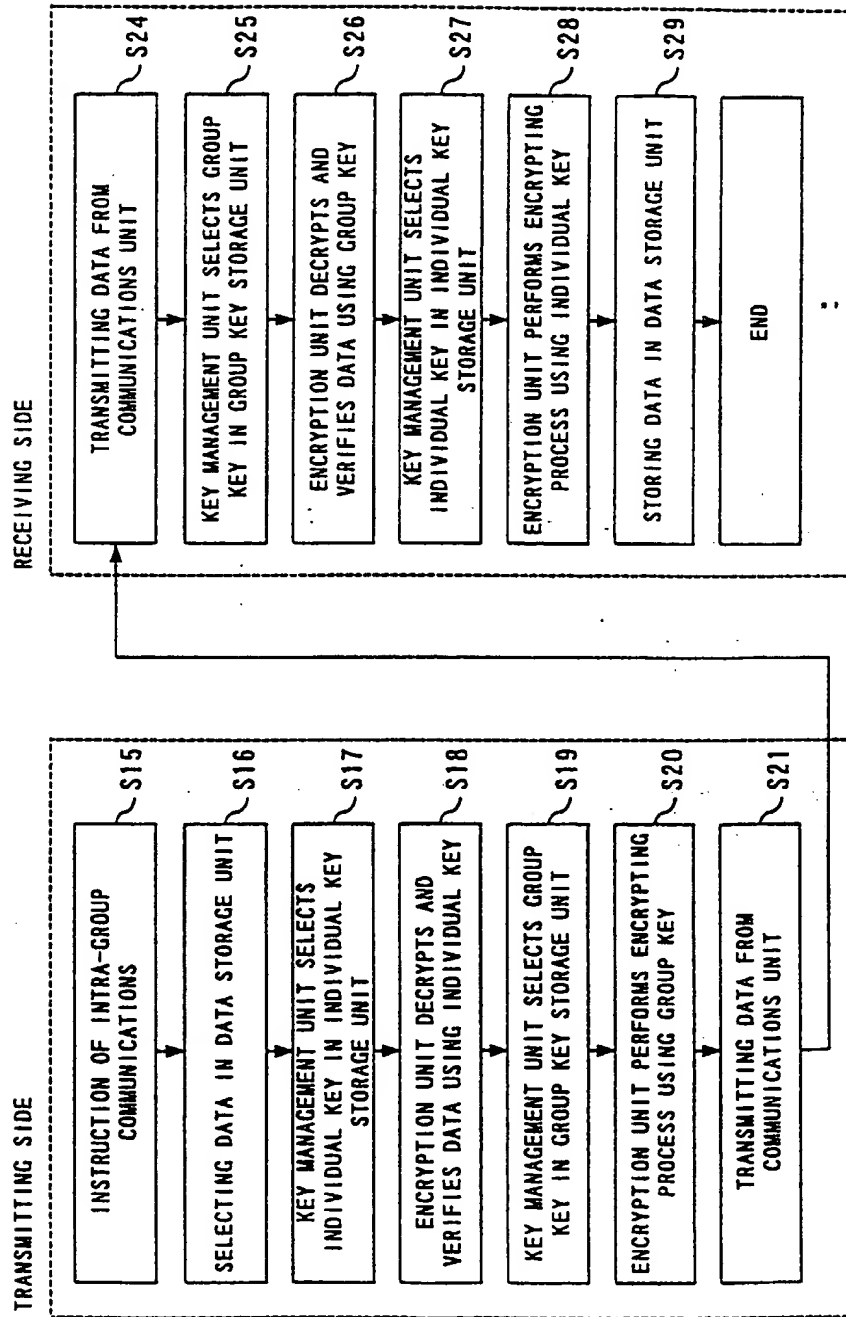 TRANSMITTING SIDE
INSTRUCTION OF INTRA-GROUP
COMMUNICATIONS
S15
SELECTING DATA IN DATA STORAGE UNIT
S16
KEY MANAGEMENT UNIT SELECTS
INDIVIDUAL KEY IN INDIVIDUAL KEY
STORAGE UNIT
S17
ENCRYPTION UNIT DECRYPTS AND
VERIFIES DATA USING INDIVIDUAL KEY
S18
KEY MANAGEMENT UNIT SELECTS GROUP
KEY IN GROUP KEY STORAGE UNIT
S19
ENCRYPTION UNIT PERFORMS ENCRYPTING
PROCESS USING GROUP KEY
S20
TRANSMITTING DATA FROM
COMMUNICATIONS UNIT
S21
RECEIVING SIDE
TRANSMITTING DATA FROM
COMMUNICATIONS UNIT
S24
KEY MANAGEMENT UNIT SELECTS GROUP
KEY IN GROUP KEY STORAGE UNIT
S25
ENCRYPTION UNIT DECRYPTS AND
VERIFIES DATA USING GROUP KEY
S26
KEY MANAGEMENT UNIT SELECTS
INDIVIDUAL KEY IN INDIVIDUAL KEY
STORAGE UNIT
S27
ENCRYPTION UNIT PERFORMS ENCRYPTING
PROCESS USING INDIVIDUAL KEY
S28
STORING DATA IN DATA STORAGE UNIT
S29
END